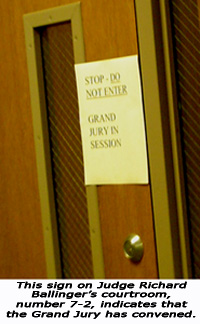 STOP - DO
NOT ENTER
GRAND
JURY IN
SESSION
This sign on Judge Richard
Ballinger's courtroom,
number 7-2, indicates that
the Grand Jury has convened.